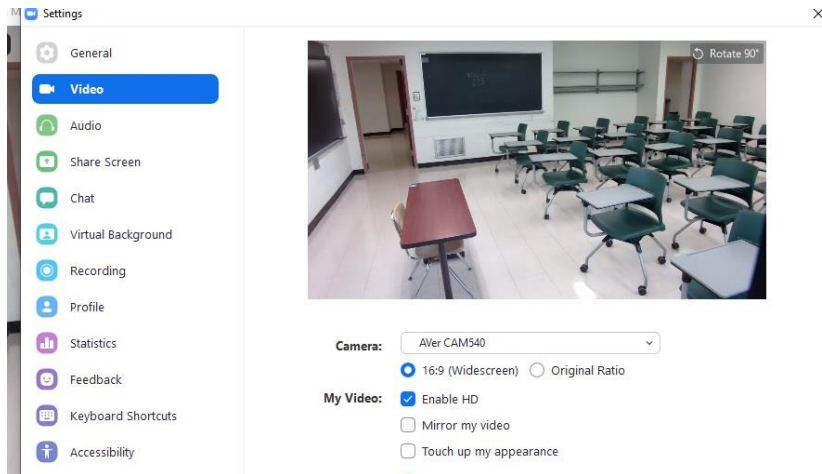 Settings
General
Video
Audio
Share Screen
Chat
Virtual Background
Recording
Profile
Statistics
Feedback
Keyboard Shortcuts
Accessibility
Rotate 90°
Camera: AVer CAM540
16:9 (Widescreen) Original Ratio
My Video: Enable HD
Mirror my video
Touch up my appearance